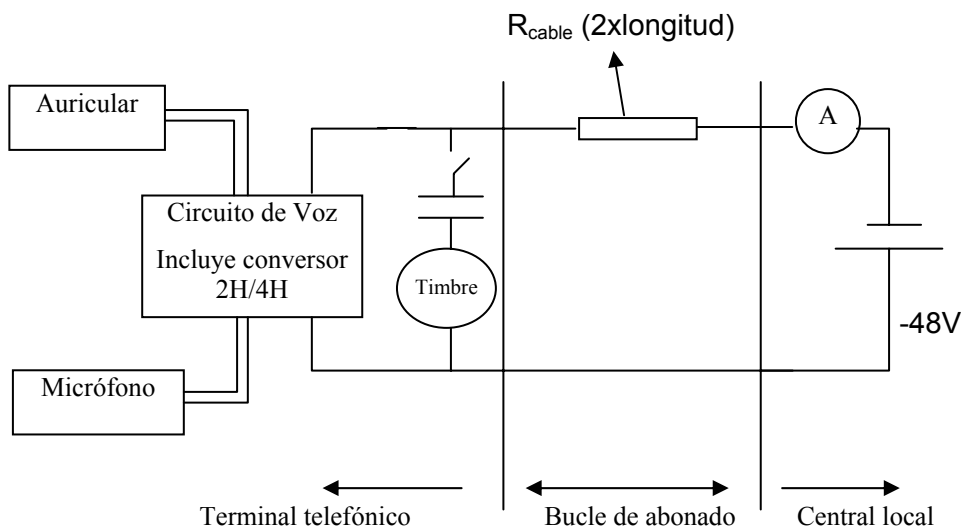 R_cable (2xlongitud)
Auricular
A
Circuito de Voz
Incluye conversor
2H/4H
Timbre
-48V
Micrófono
Terminal telefónico
Bucle de abonado
Central local